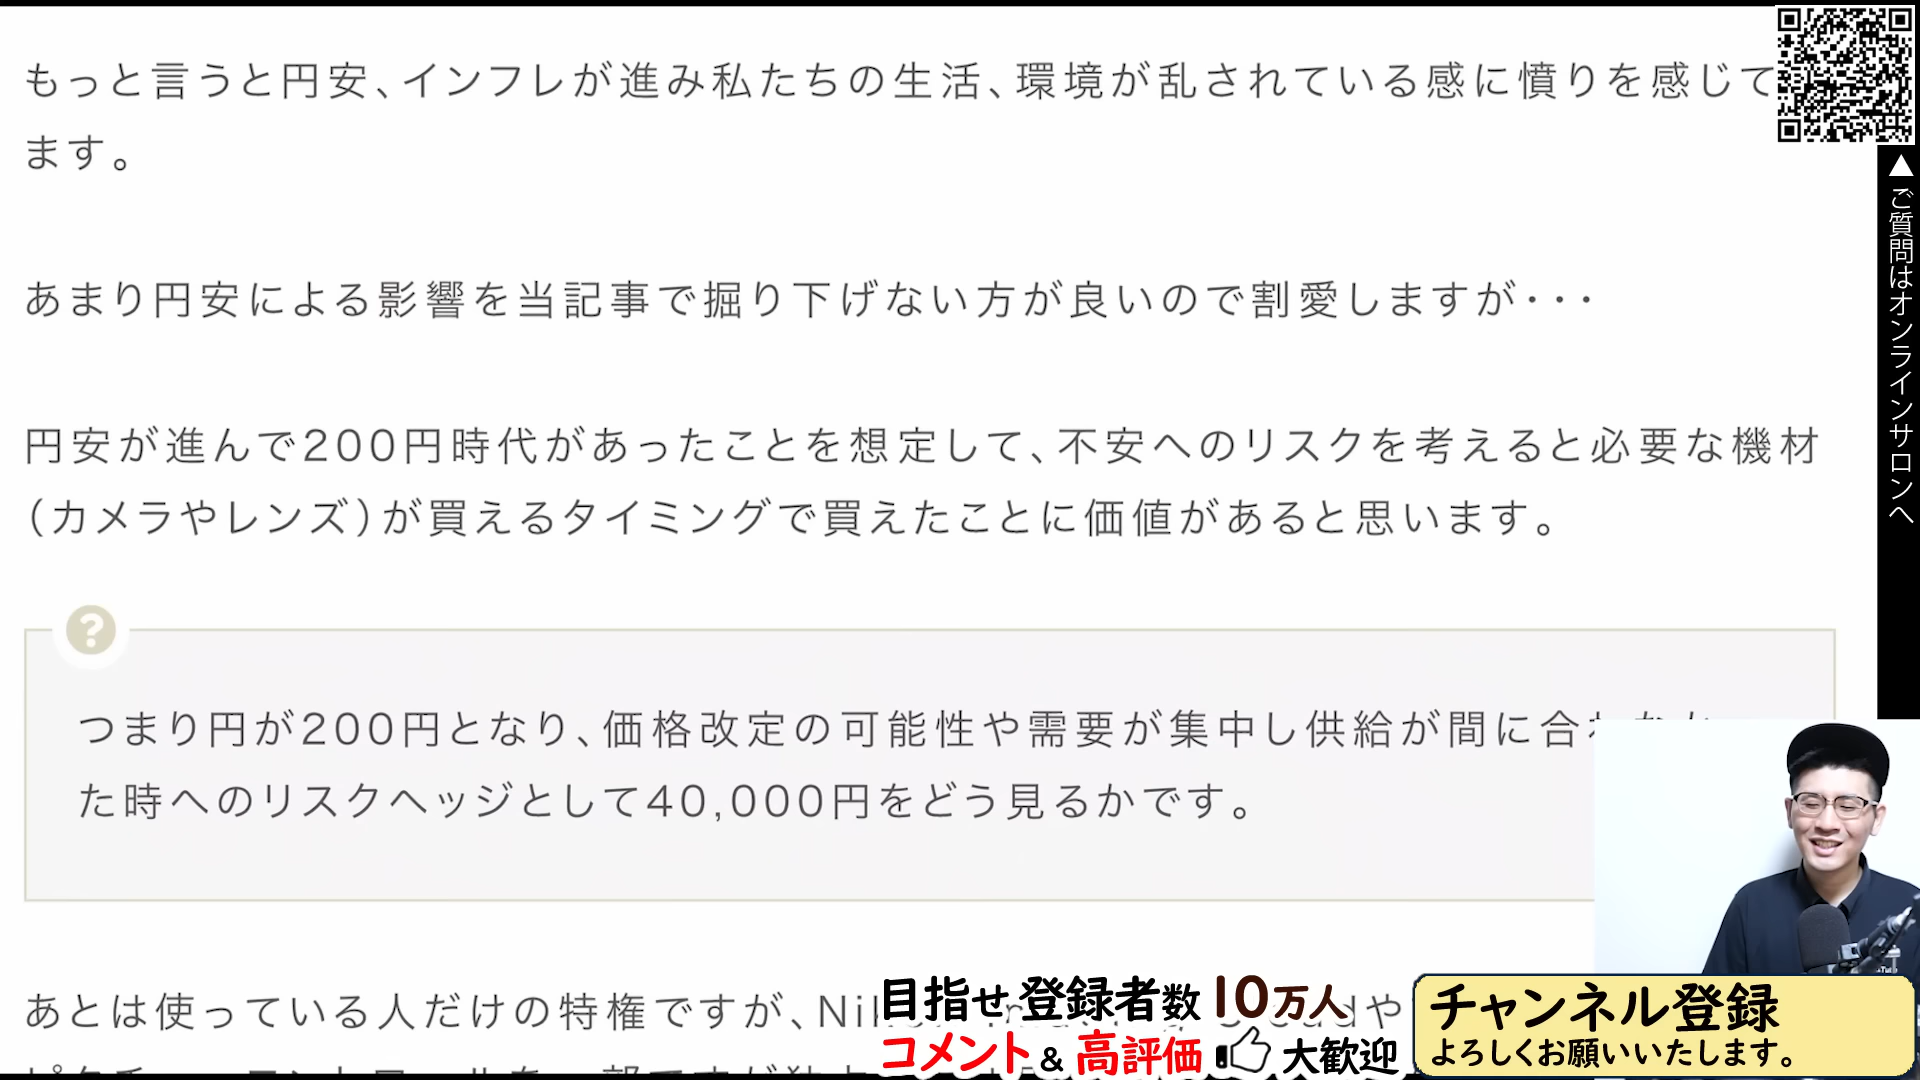 もっと言うと円安、インフレが進み私たちの生活、環境が乱されている感に憤りを感じて
ます。
あまり円安による影響を当記事で掘り下げない方が良いので割愛しますが・・・
円安が進んで200円時代があったことを想定して、不安へのリスクを考えると必要な機材
（カメラやレンズ）が買えるタイミングで買えたことに価値があると思います。
?
つまり円が200円となり、価格改定の可能性や需要が集中し供給が間に合
た時へのリスクヘッジとして40,000円をどう見るかです。
あとは使っている人だけの特権ですが、Ni
や
▲ご質問はオンラインサロンへ
目指せ 登録者数 10万人
コメント & 高評価 大歓迎
チャンネル登録
よろしくお願いいたします。